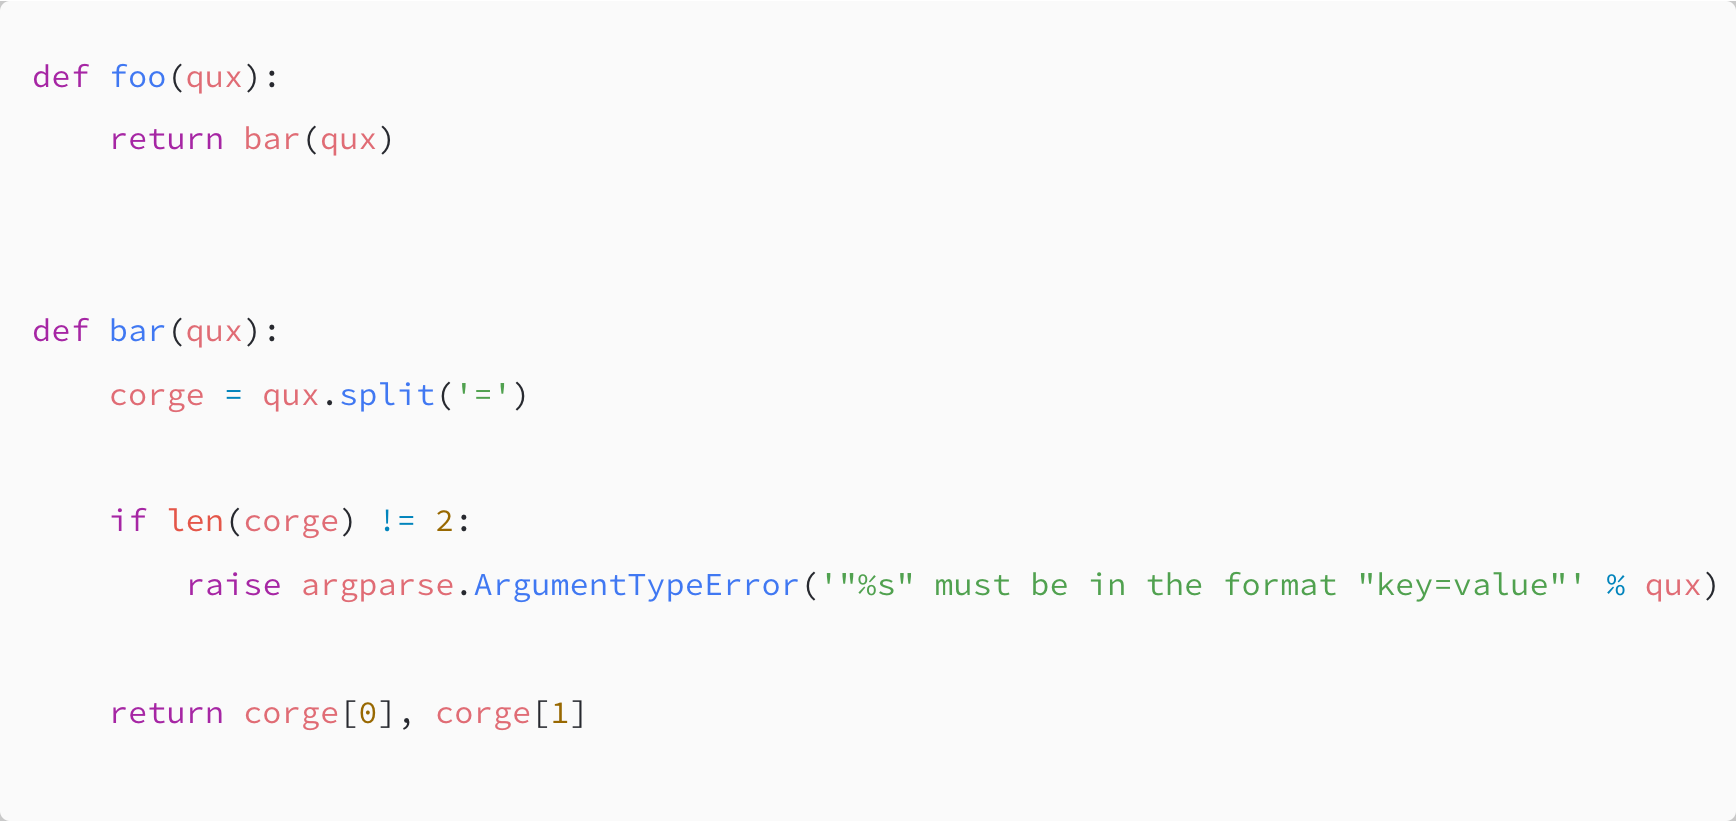 def foo(qux):
    return bar(qux)
def bar(qux):
    corge = qux.split('=')
    if len(corge) != 2:
        raise argparse.ArgumentTypeError('"%s" must be in the format "key=value"' % qux)
    return corge[0], corge[1]